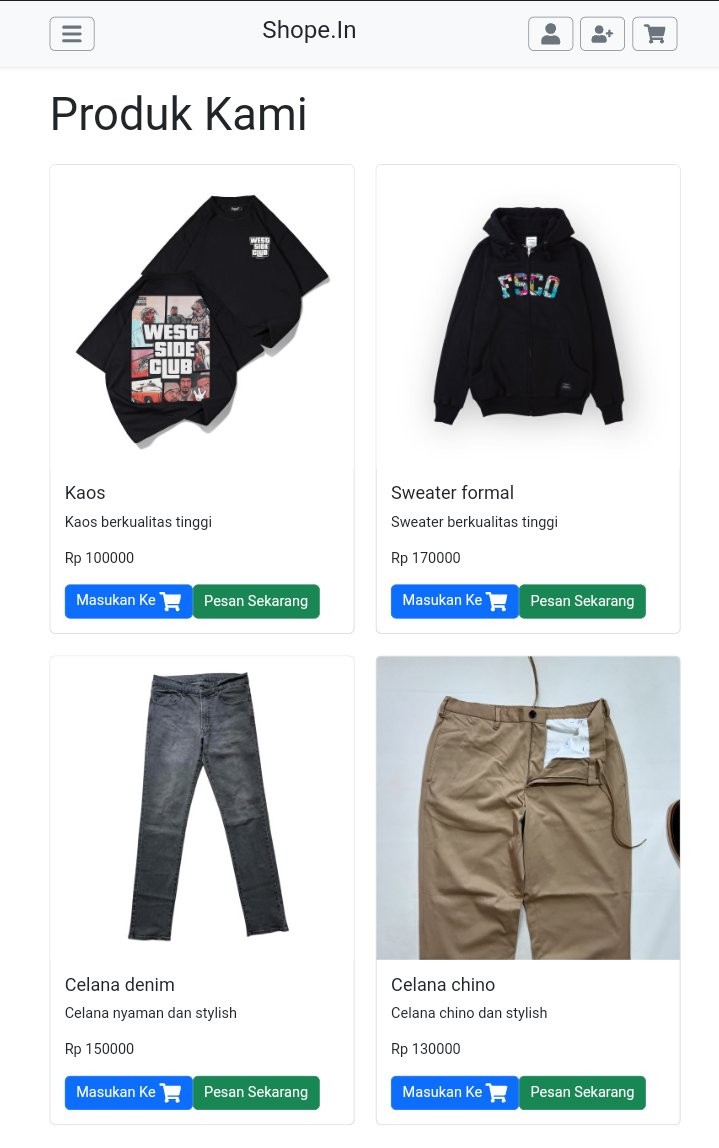 Shope.In
Produk Kami
WEST
SIDE
CLUB
WEST
SIDE
CLUB
FSCO
Kaos
Kaos berkualitas tinggi
Rp 100000
Masukan Ke
Pesan Sekarang
Sweater formal
Sweater berkualitas tinggi
Rp 170000
Masukan Ke
Pesan Sekarang
Celana denim
Celana nyaman dan stylish
Rp 150000
Masukan Ke
Pesan Sekarang
Celana chino
Celana chino dan stylish
Rp 130000
Masukan Ke
Pesan Sekarang